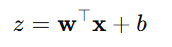 z = w⊤x + b